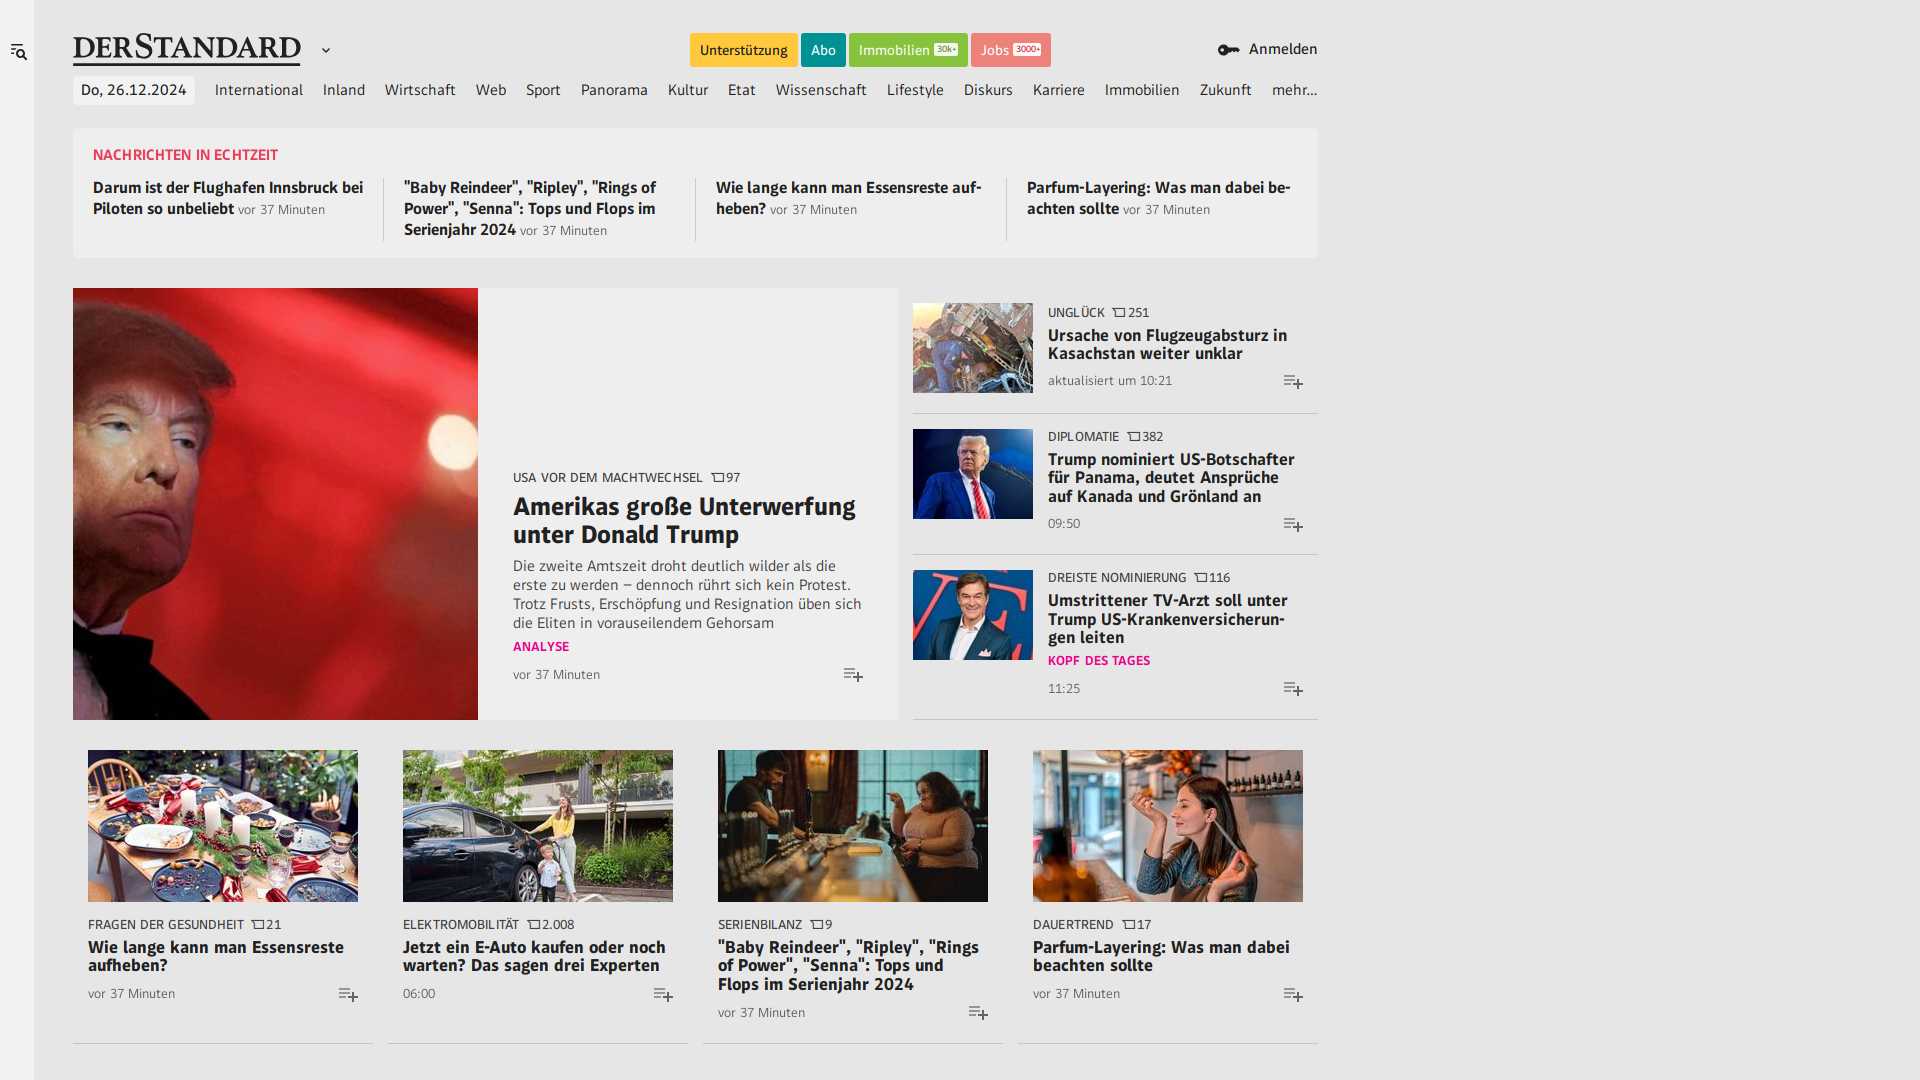 DERSTANDARD
Unterstützung
Abo
Immobilien 30k+
Jobs 3000+
Anmelden
Do, 26.12.2024
International
Inland
Wirtschaft
Web
Sport
Panorama
Kultur
Etat
Wissenschaft
Lifestyle
Diskurs
Karriere
Immobilien
Zukunft
mehr...
NACHRICHTEN IN ECHTZEIT
Darum ist der Flughafen Innsbruck bei
Piloten so unbeliebt vor 37 Minuten
"Baby Reindeer", "Ripley", "Rings of
Power", "Senna": Tops und Flops im
Serienjahr 2024 vor 37 Minuten
Wie lange kann man Essensreste auf-
heben? vor 37 Minuten
Parfum-Layering: Was man dabei be-
achten sollte vor 37 Minuten
USA VOR DEM MACHTWECHSEL 97
Amerikas große Unterwerfung
unter Donald Trump
Die zweite Amtszeit droht deutlich wilder als die
erste zu werden – dennoch rührt sich kein Protest.
Trotz Frusts, Erschöpfung und Resignation üben sich
die Eliten in vorauseilendem Gehorsam
ANALYSE
vor 37 Minuten
UNGLÜCK 251
Ursache von Flugzeugabsturz in
Kasachstan weiter unklar
aktualisiert um 10:21
DIPLOMATIE 382
Trump nominiert US-Botschafter
für Panama, deutet Ansprüche
auf Kanada und Grönland an
09:50
DREISTE NOMINIERUNG 116
Umstrittener TV-Arzt soll unter
Trump US-Krankenversicherun-
gen leiten
KOPF DES TAGES
11:25
FRAGEN DER GESUNDHEIT 21
Wie lange kann man Essensreste
aufheben?
vor 37 Minuten
ELEKTROMOBILITÄT 2.008
Jetzt ein E-Auto kaufen oder noch
warten? Das sagen drei Experten
06:00
SERIENBILANZ 9
"Baby Reindeer", "Ripley", "Rings
of Power", "Senna": Tops und
Flops im Serienjahr 2024
vor 37 Minuten
DAUERTREND 17
Parfum-Layering: Was man dabei
beachten sollte
vor 37 Minuten